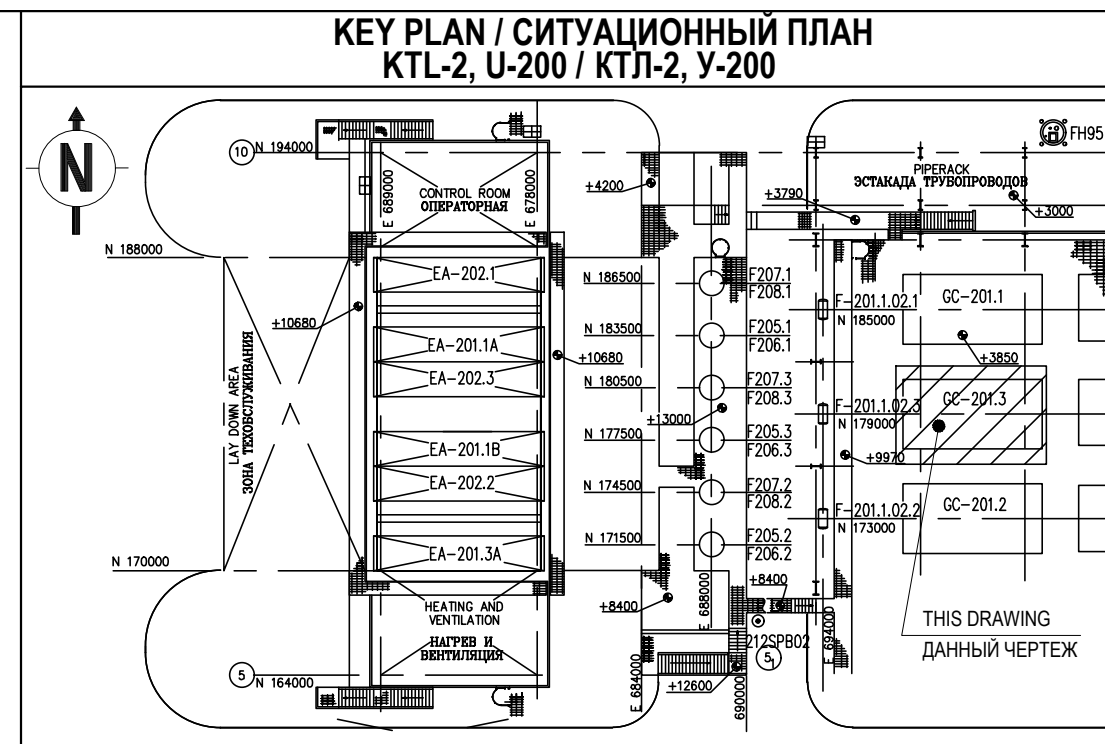 KEY PLAN / СИТУАЦИОННЫЙ ПЛАН
KTL-2, U-200 / КТЛ-2, У-200
N
10
N 194000
E 689000
E 678000
CONTROL ROOM
ОПЕРАТОРНАЯ
+4200
+3790
PIPERACK
ЭСТАКАДА ТРУБОПРОВОДОВ
+3000
FH95
N 188000
EA-202.1
N 186500
F207.1
F208.1
F-201.1.02.1
N 185000
GC-201.1
+10680
LAY DOWN AREA
ЗОНА ТЕХОБСЛУЖИВАНИЯ
EA-201.1A
N 183500
F205.1
F206.1
+10680
+3850
EA-202.3
N 180500
F207.3
F208.3
+13000
F-201.1.02.3
N 179000
GC-201.3
EA-201.1B
N 177500
F205.3
F206.3
+9970
EA-202.2
N 174500
F207.2
F208.2
F-201.1.02.2
N 173000
GC-201.2
EA-201.3A
N 171500
F205.2
F206.2
N 170000
+8400
+8400
E 688000
E 694000
HEATING AND
VENTILATION
НАГРЕВ И
ВЕНТИЛЯЦИЯ
212SPB02
5
1
THIS DRAWING
ДАННЫЙ ЧЕРТЕЖ
5
N 164000
E 684000
+12600
690000